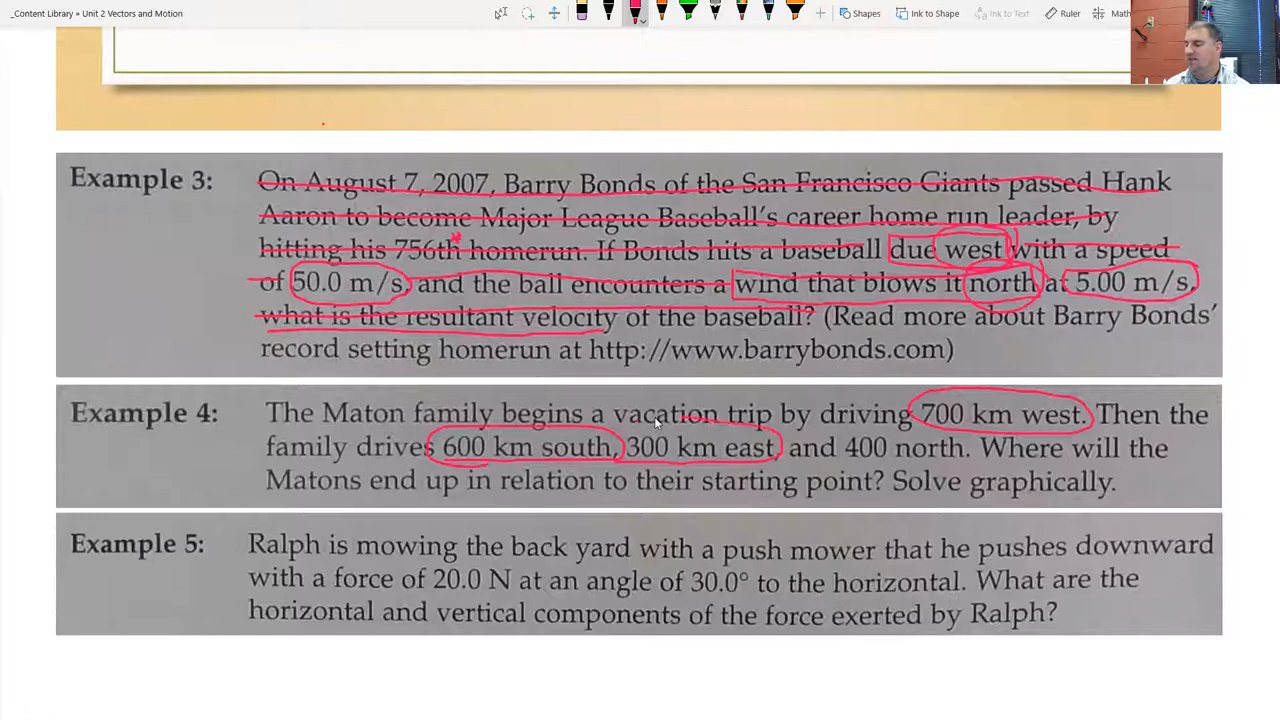 _Content Library » Unit 2 Vectors and Motion
Shapes
Ink to Shape
Ink to Text
Ruler
Math
Example 3: On August 7, 2007, Barry Bonds of the San Francisco Giants passed Hank
Aaron to become Major League Baseball's career home run leader, by
hitting his 756th homerun. If Bonds hits a baseball due west with a speed
of 50.0 m/s, and the ball encounters a wind that blows it north at 5.00 m/s,
what is the resultant velocity of the baseball? (Read more about Barry Bonds'
record setting homerun at http://www.barrybonds.com)
Example 4: The Maton family begins a vacation trip by driving 700 km west. Then the
family drives 600 km south, 300 km east, and 400 north. Where will the
Matons end up in relation to their starting point? Solve graphically.
Example 5: Ralph is mowing the back yard with a push mower that he pushes downward
with a force of 20.0 N at an angle of 30.0° to the horizontal. What are the
horizontal and vertical components of the force exerted by Ralph?